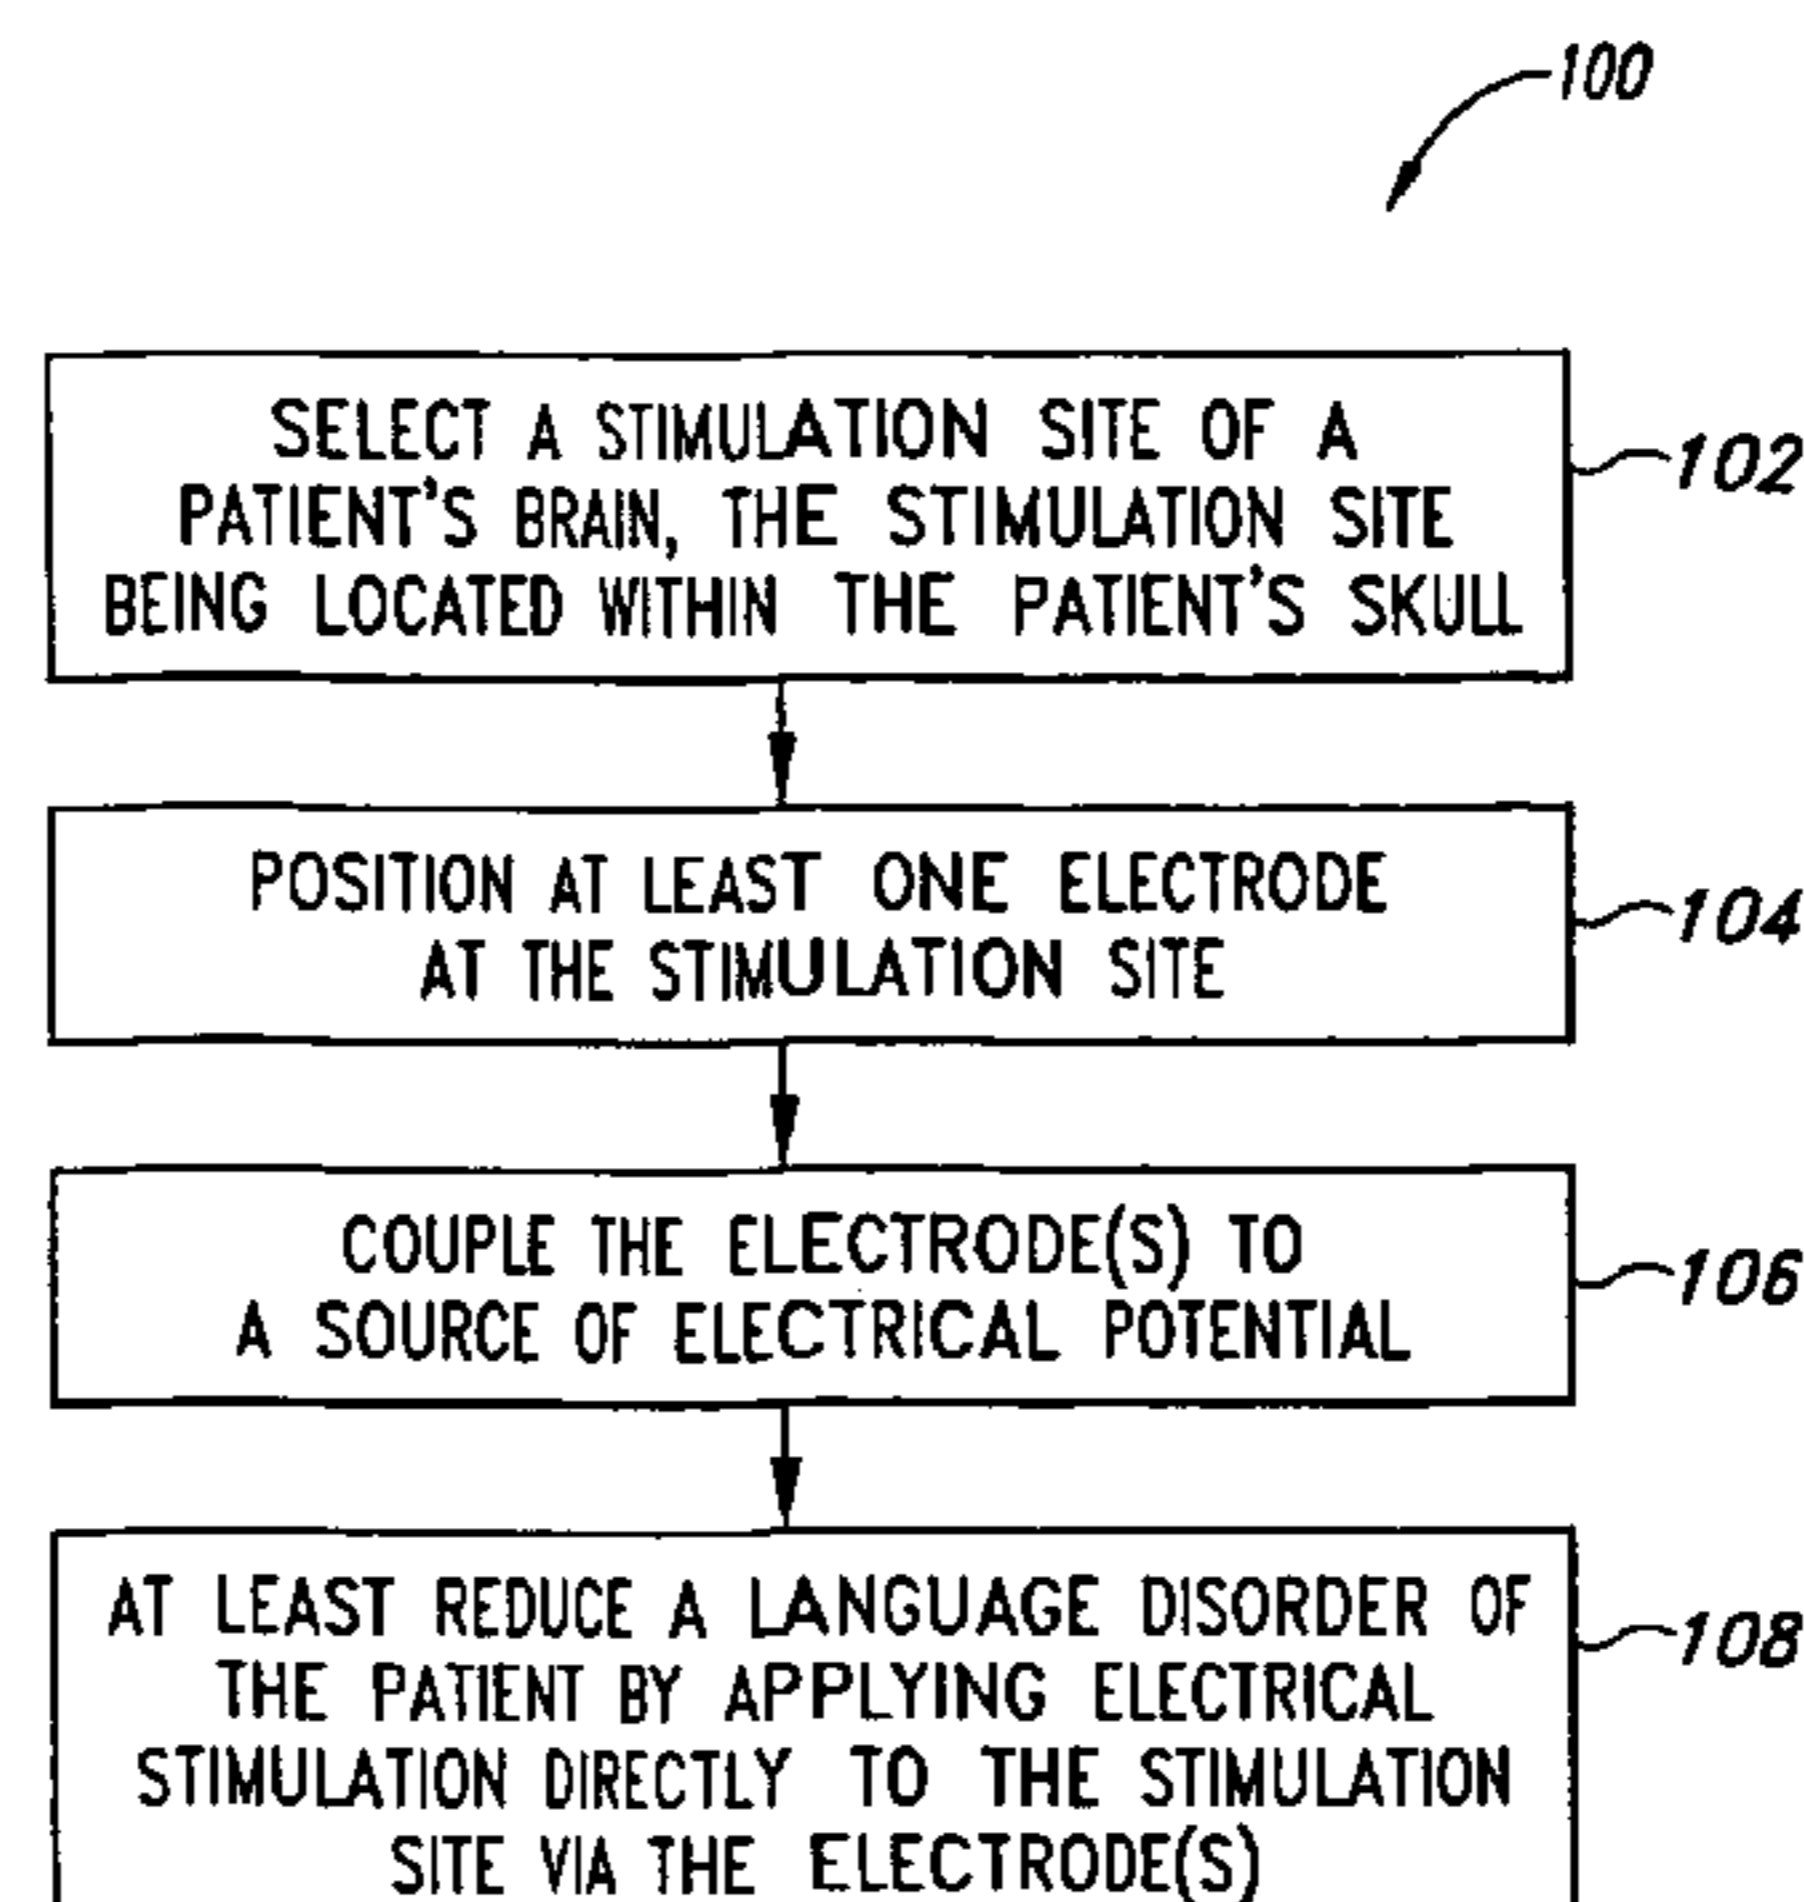 100
SELECT A STIMULATION SITE OF A
PATIENT'S BRAIN, THE STIMULATION SITE
BEING LOCATED WITHIN THE PATIENT'S SKULL
102
POSITION AT LEAST ONE ELECTRODE
AT THE STIMULATION SITE
104
COUPLE THE ELECTRODE(S) TO
A SOURCE OF ELECTRICAL POTENTIAL
106
AT LEAST REDUCE A LANGUAGE DISORDER OF
THE PATIENT BY APPLYING ELECTRICAL
STIMULATION DIRECTLY TO THE STIMULATION
SITE VIA THE ELECTRODE(S)
108